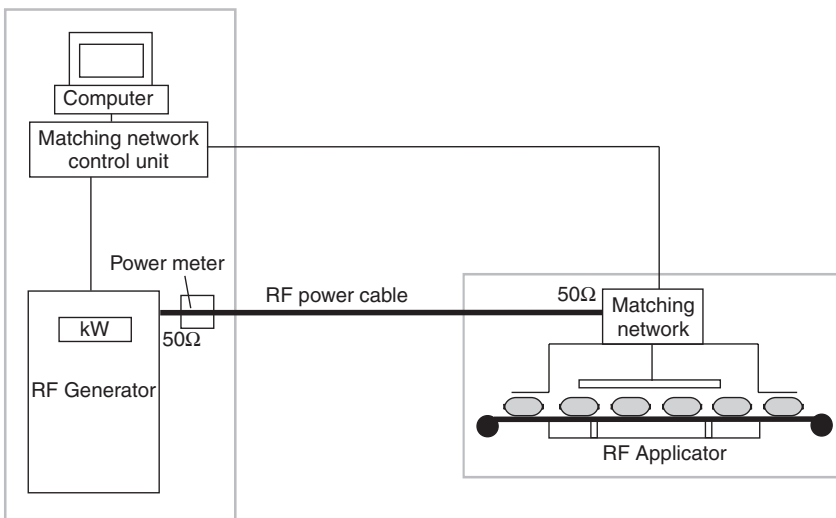 Computer
Matching network
control unit
Power meter
RF power cable
50Ω
50Ω
kW
RF Generator
Matching
network
RF Applicator